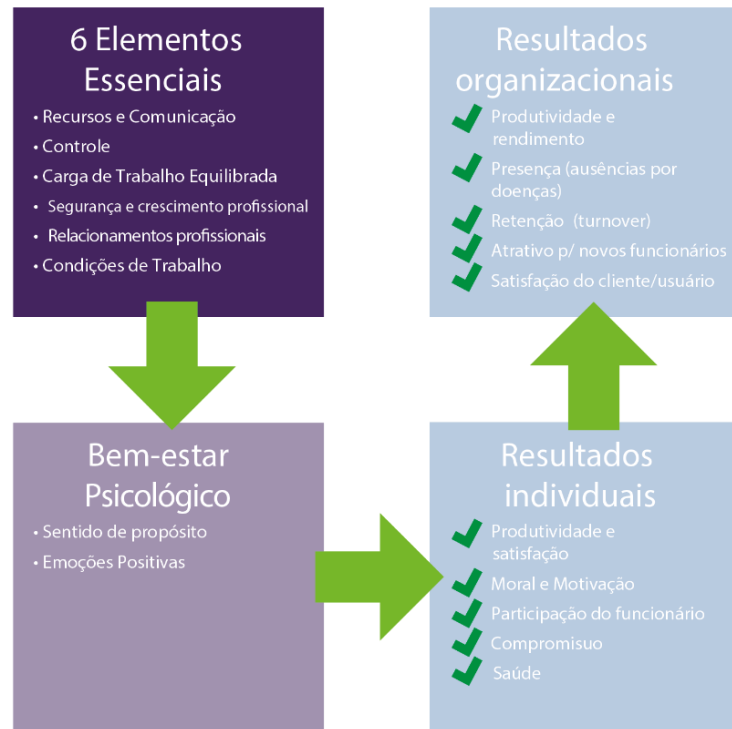 6 Elementos
Essenciais
• Recursos e Comunicação
• Controle
• Carga de Trabalho Equilibrada
• Segurança e crescimento profissional
• Relacionamentos profissionais
• Condições de Trabalho
Bem-estar
Psicológico
• Sentido de propósito
• Emoções Positivas
Resultados
individuais
Produtividade e
satisfação
Moral e Motivação
Participação do funcionário
Compromisuo
Saúde
Resultados
organizacionais
Produtividade e
rendimento
Presença (ausências por
doenças)
Retenção (turnover)
Atrativo p/ novos funcionários
Satisfação do cliente/usuário